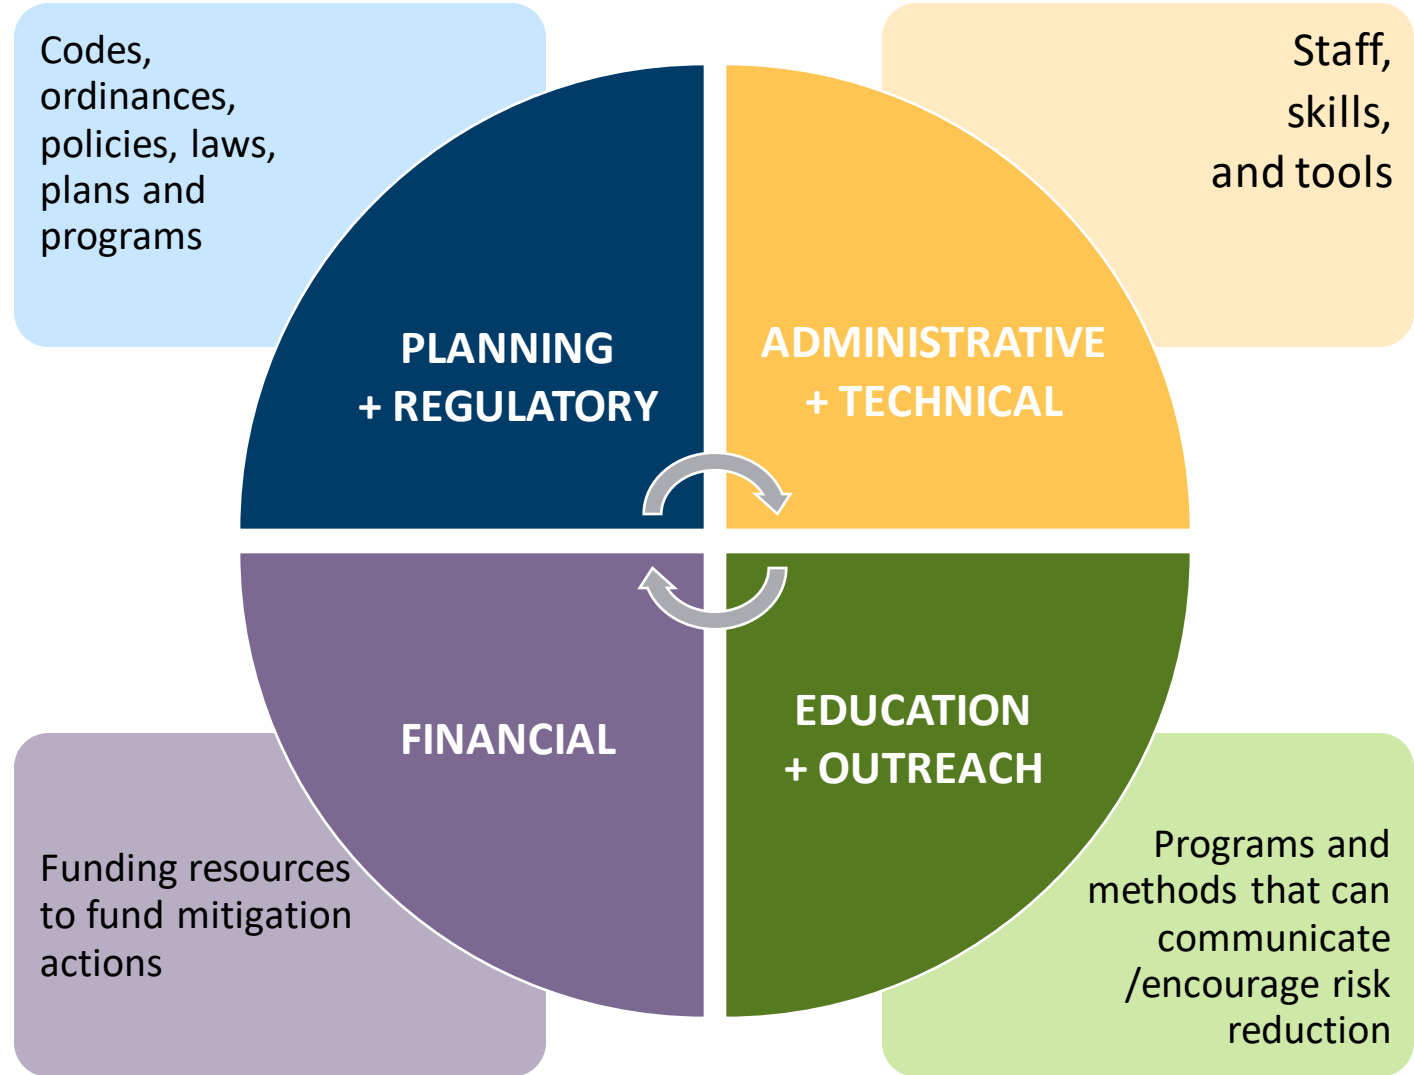 Codes,
ordinances,
policies, laws,
plans and
programs
Staff,
skills,
and tools
PLANNING
+ REGULATORY
ADMINISTRATIVE
+ TECHNICAL
FINANCIAL
EDUCATION
+ OUTREACH
Funding resources
to fund mitigation
actions
Programs and
methods that can
communicate
/encourage risk
reduction